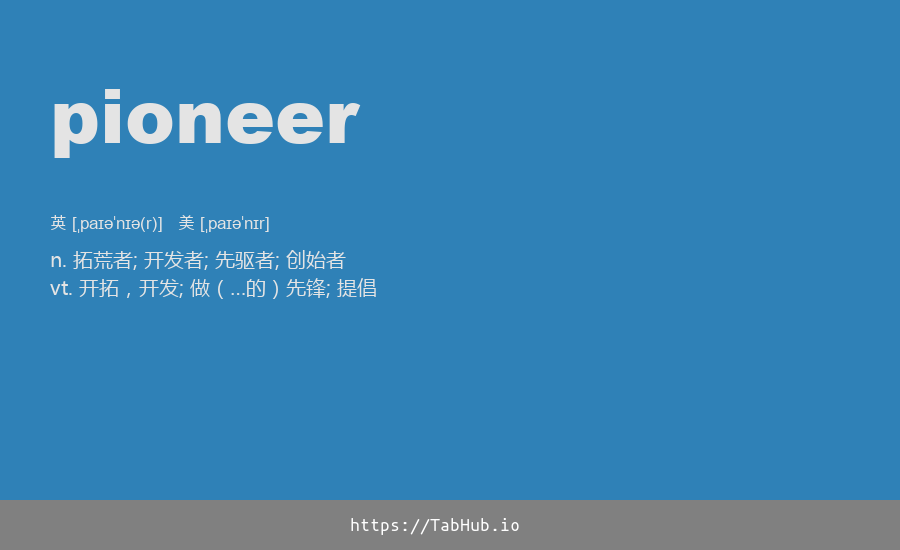 pioneer
英 [ˌpaɪəˈnɪə(r)] 美 [ˌpaɪəˈnɪr]
n. 拓荒者; 开发者; 先驱者; 创始者
vt. 开拓，开发; 做（…的）先锋; 提倡
https://TabHub.io